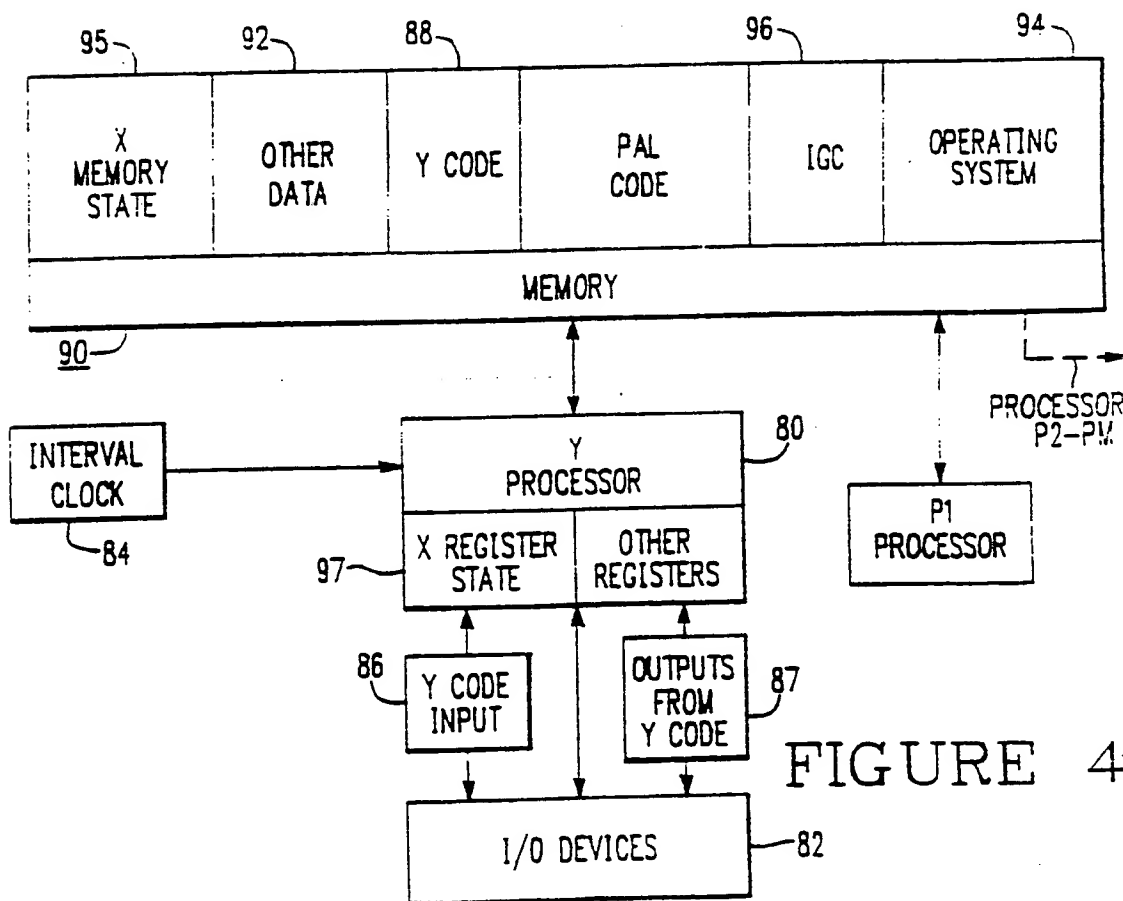 95
92
88
96
94
X
MEMORY
STATE
OTHER
DATA
Y CODE
PAL
CODE
IGC
OPERATING
SYSTEM
MEMORY
90
PROCESSOR
P2-PM
INTERVAL
CLOCK
84
80
Y
PROCESSOR
X REGISTER
STATE
OTHER
REGISTERS
97
P1
PROCESSOR
86
Y CODE
INPUT
OUTPUTS
FROM
Y CODE
87
FIGURE 4
I/O DEVICES
82